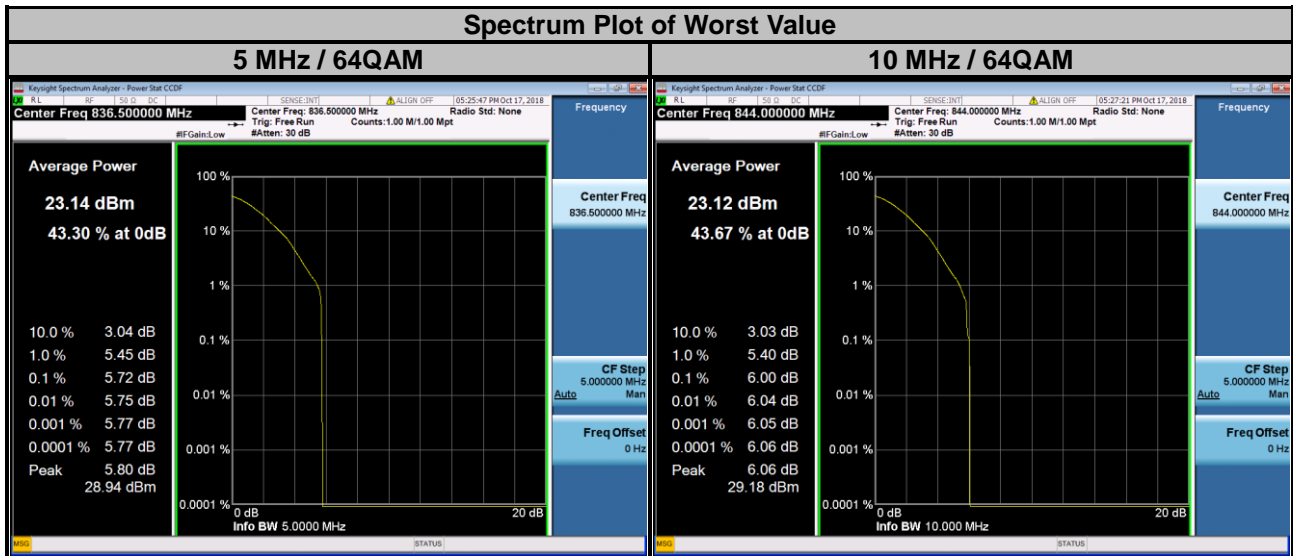 Spectrum Plot of Worst Value
5 MHz / 64QAM
10 MHz / 64QAM
Keysight Spectrum Analyzer - Power Stat CCDF
RL RF 50 Ω DC SENSE:INT ALIGN OFF 05:25:47 PM Oct 17, 2018
Center Freq 836.500000 MHz
Center Freq: 836.500000 MHz Radio Std: None
Trig: Free Run Counts:1.00 M/1.00 Mpt
#IFGain:Low #Atten: 30 dB
Frequency
Average Power
23.14 dBm
43.30 % at 0dB
10.0 % 3.04 dB
1.0 % 5.45 dB
0.1 % 5.72 dB
0.01 % 5.75 dB
0.001 % 5.77 dB
0.0001 % 5.77 dB
Peak 5.80 dB
28.94 dBm
100 %
10 %
1 %
0.1 %
0.01 %
0.001 %
0.0001 %
0 dB 20 dB
Info BW 5.0000 MHz
Center Freq
836.500000 MHz
CF Step
5.000000 MHz
Auto Man
Freq Offset
0 Hz
MSG STATUS
Keysight Spectrum Analyzer - Power Stat CCDF
RL RF 50 Ω DC SENSE:INT ALIGN OFF 05:27:21 PM Oct 17, 2018
Center Freq 844.000000 MHz
Center Freq: 844.000000 MHz Radio Std: None
Trig: Free Run Counts:1.00 M/1.00 Mpt
#IFGain:Low #Atten: 30 dB
Frequency
Average Power
23.12 dBm
43.67 % at 0dB
10.0 % 3.03 dB
1.0 % 5.40 dB
0.1 % 6.00 dB
0.01 % 6.04 dB
0.001 % 6.05 dB
0.0001 % 6.06 dB
Peak 6.06 dB
29.18 dBm
100 %
10 %
1 %
0.1 %
0.01 %
0.001 %
0.0001 %
0 dB 20 dB
Info BW 10.000 MHz
Center Freq
844.000000 MHz
CF Step
5.000000 MHz
Auto Man
Freq Offset
0 Hz
MSG STATUS